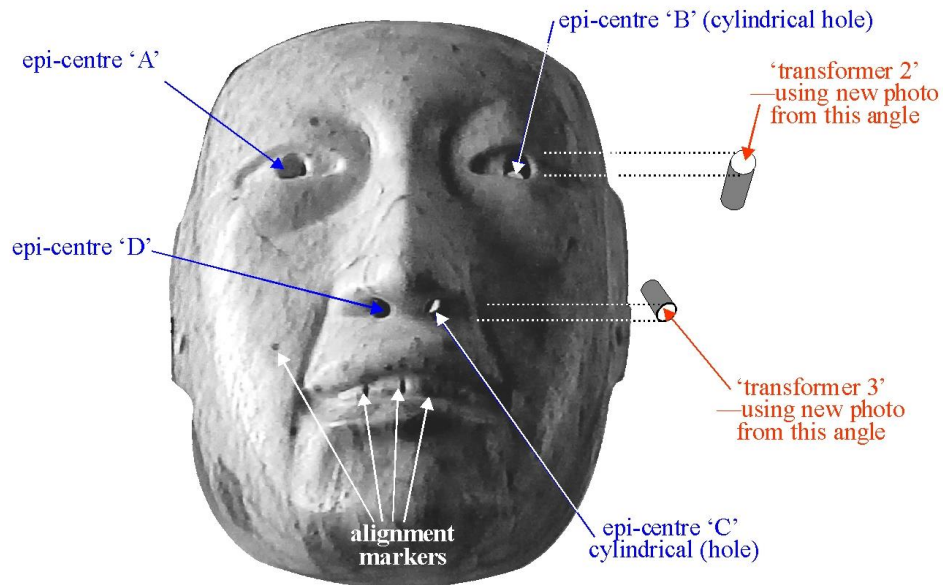 epi-centre ‘B’ (cylindrical hole)
epi-centre ‘A’
‘transformer 2’
—using new photo
from this angle
epi-centre ‘D’
‘transformer 3’
—using new photo
from this angle
alignment
markers
epi-centre ‘C’
cylindrical (hole)